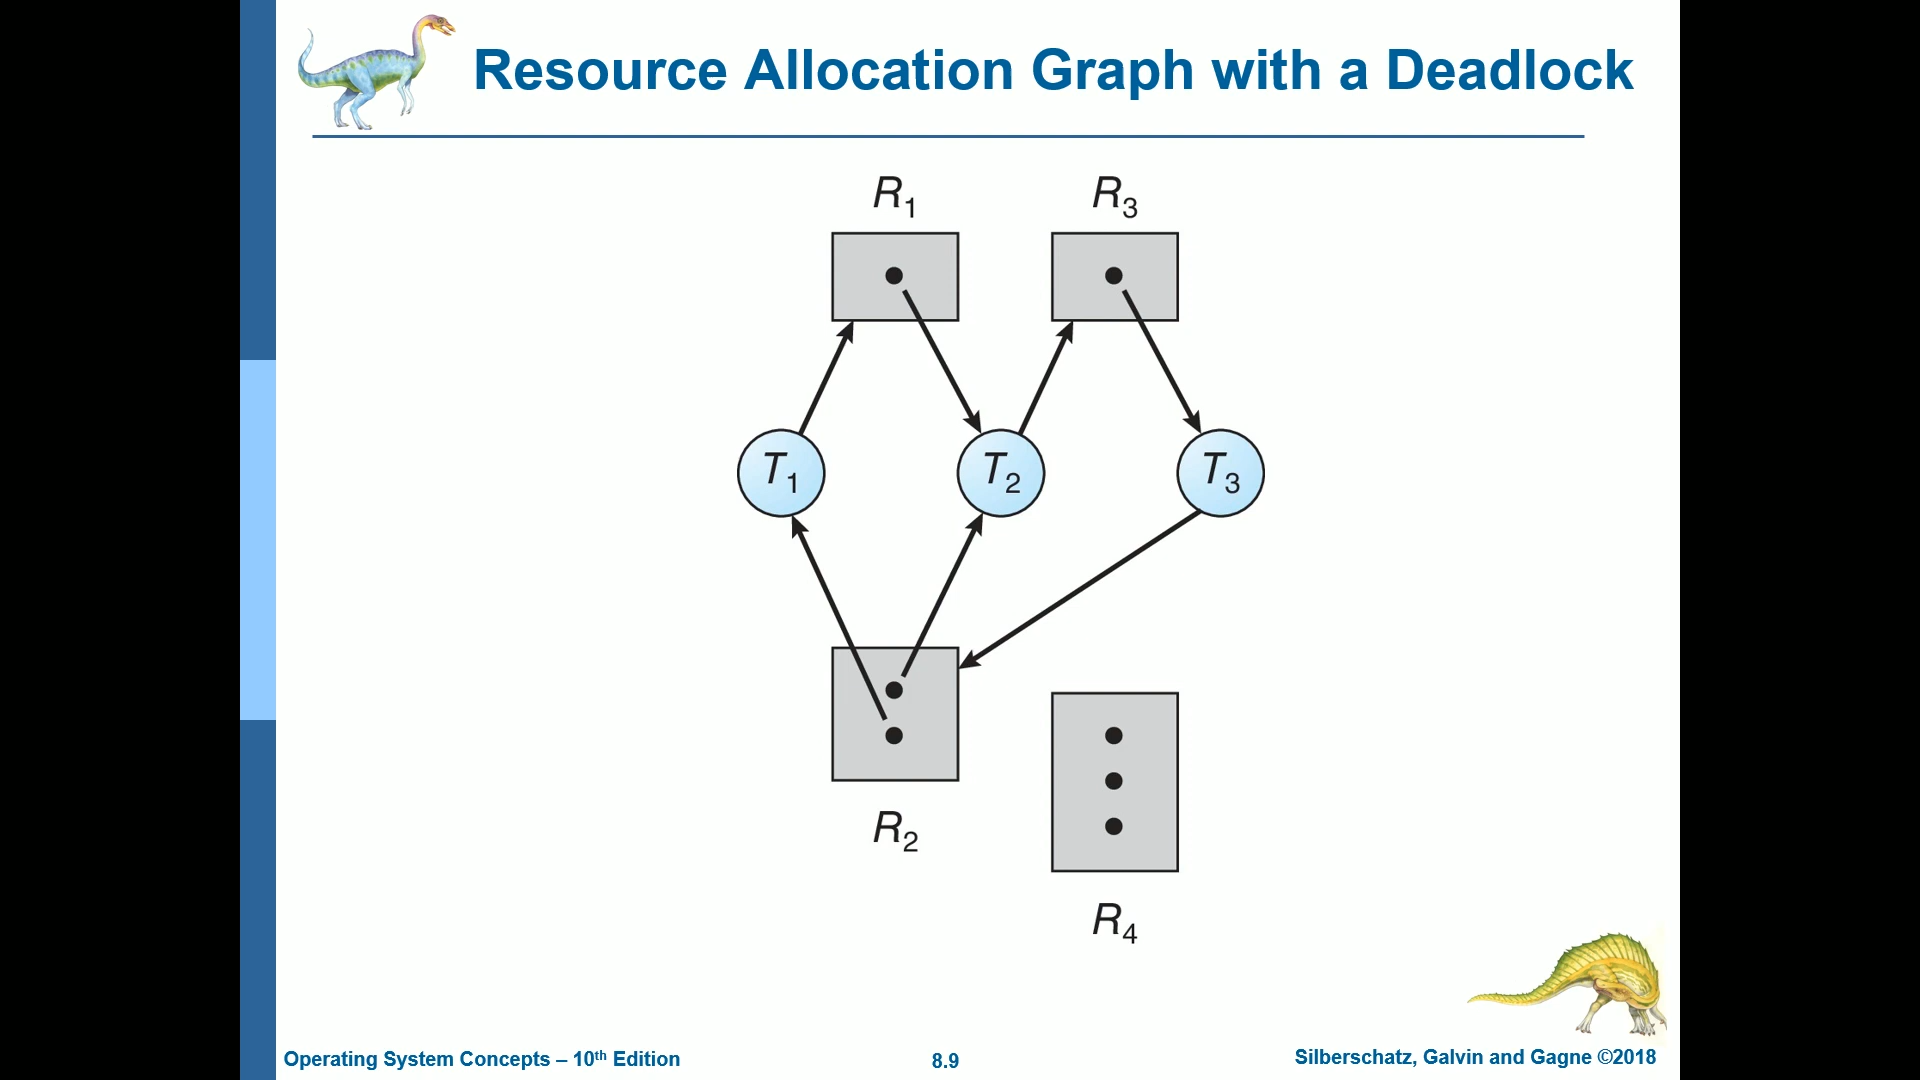 Resource Allocation Graph with a Deadlock
R1 R3
T1 T2 T3
R2
R4
Operating System Concepts – 10th Edition 8.9 Silberschatz, Galvin and Gagne ©2018